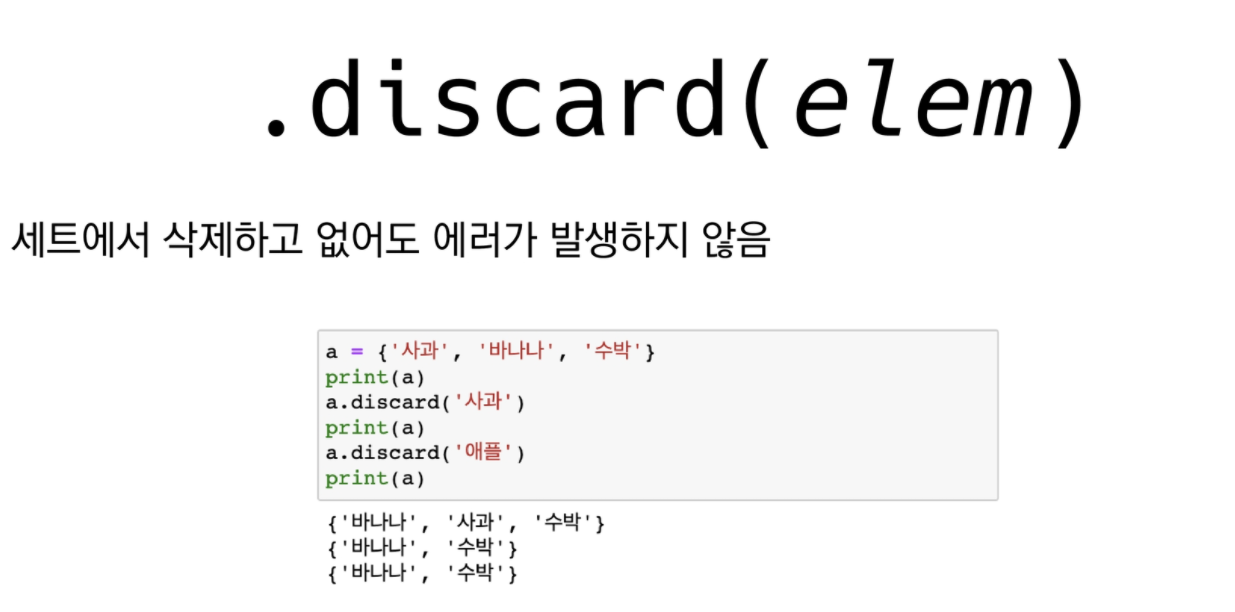 .discard(elem)
세트에서 삭제하고 없어도 에러가 발생하지 않음
a = {'사과', '바나나', '수박'}
print(a)
a.discard('사과')
print(a)
a.discard('애플')
print(a)
{'바나나', '사과', '수박'}
{'바나나', '수박'}
{'바나나', '수박'}